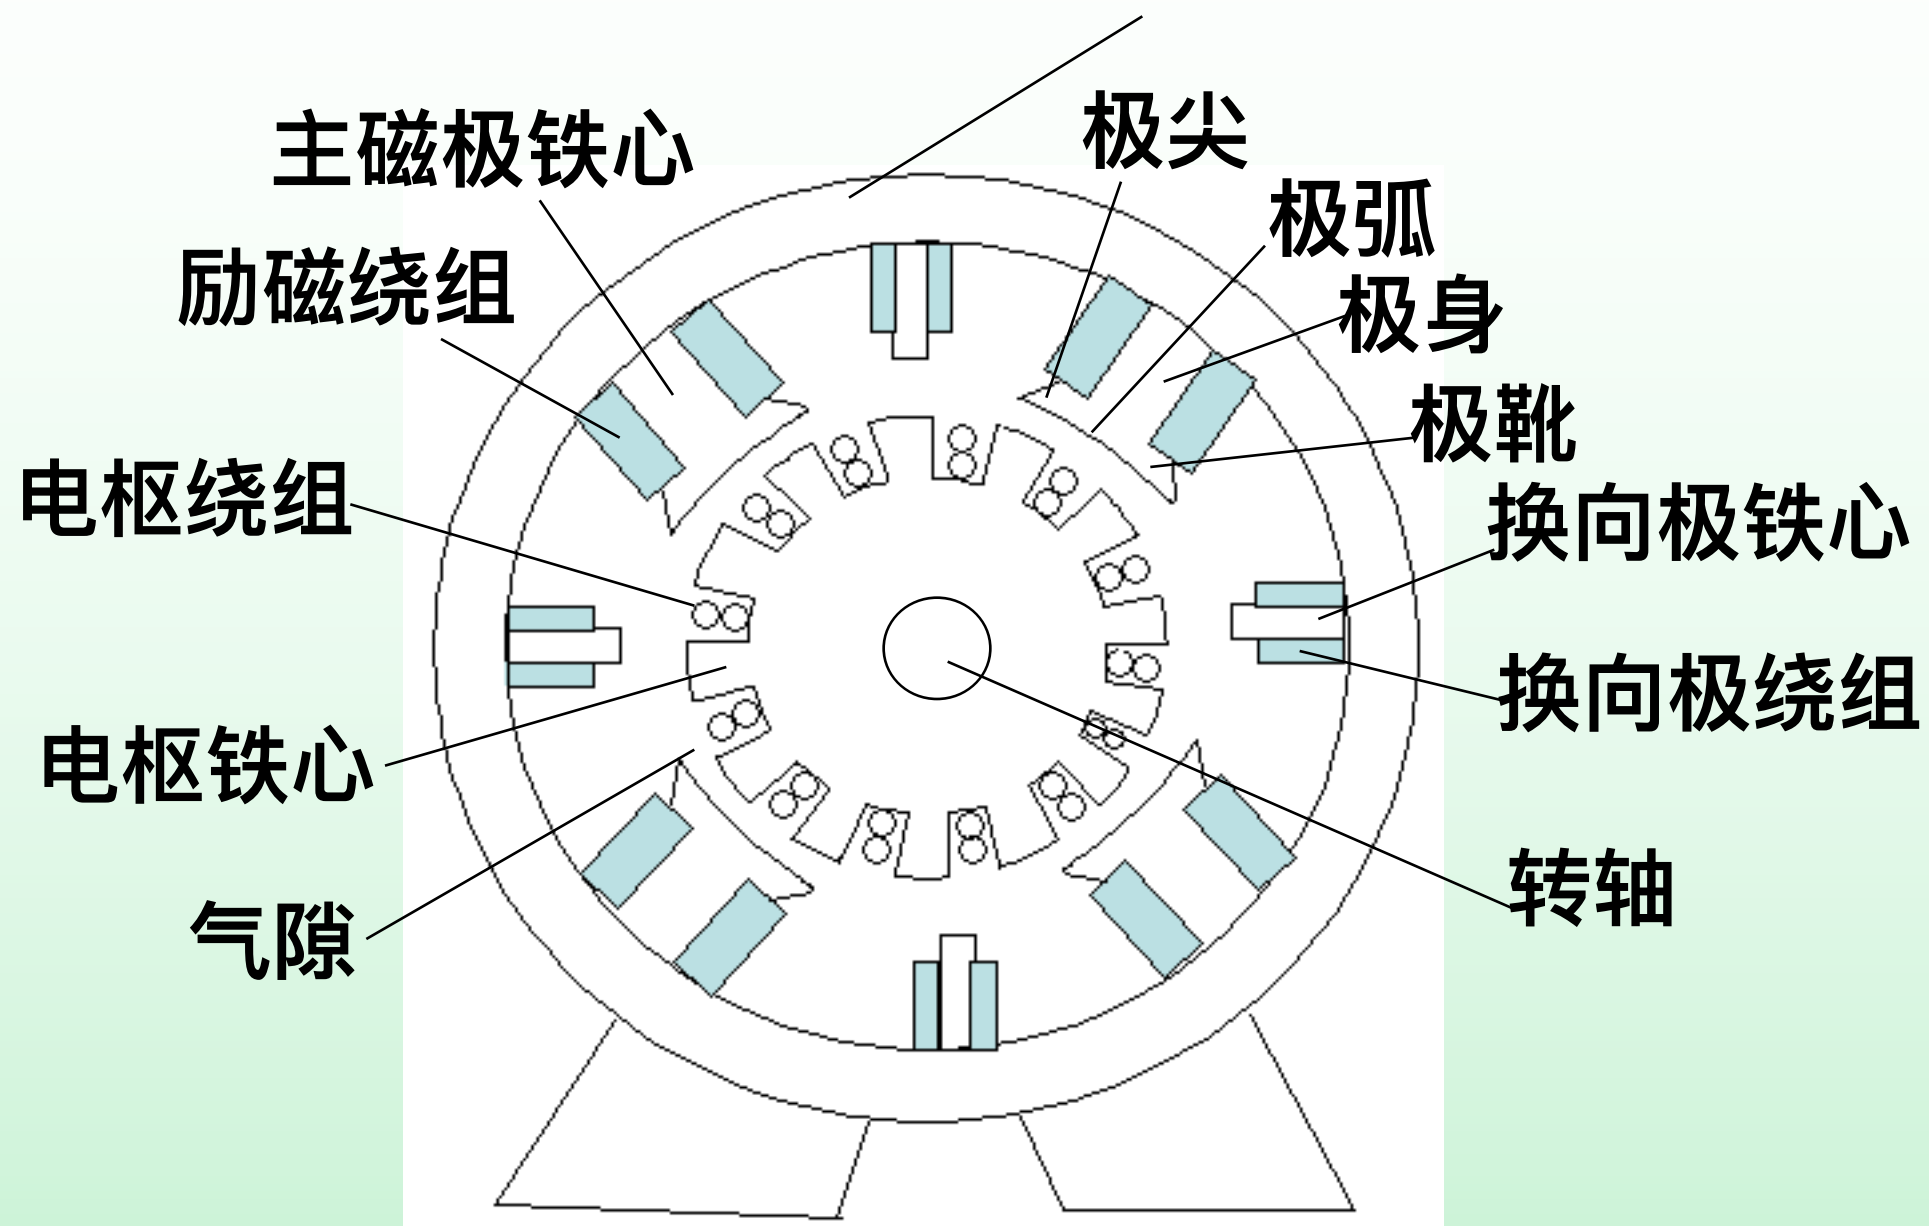 主磁极铁心
励磁绕组
电枢绕组
电枢铁心
气隙
极尖
极弧
极身
极靴
换向极铁心
换向极绕组
转轴